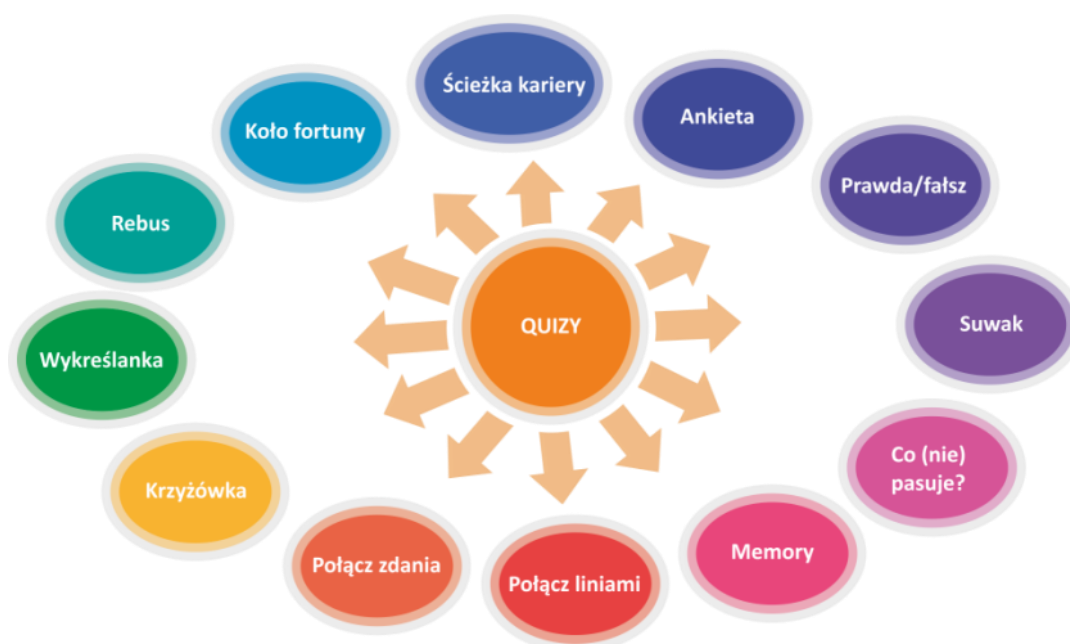 Ścieżka kariery
Ankieta
Koło fortuny
Prawda/fałsz
Rebus
Suwak
QUIZY
Wykreślanka
Co (nie)
pasuje?
Krzyżówka
Memory
Połącz zdania
Połącz liniami